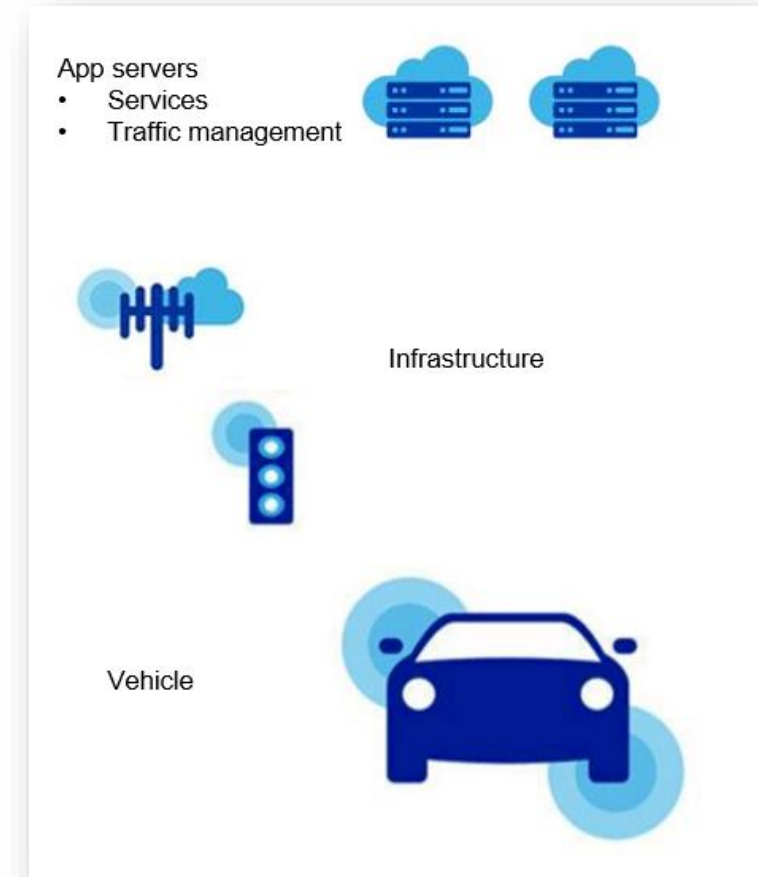 App servers
• Services
• Traffic management
Infrastructure
Vehicle